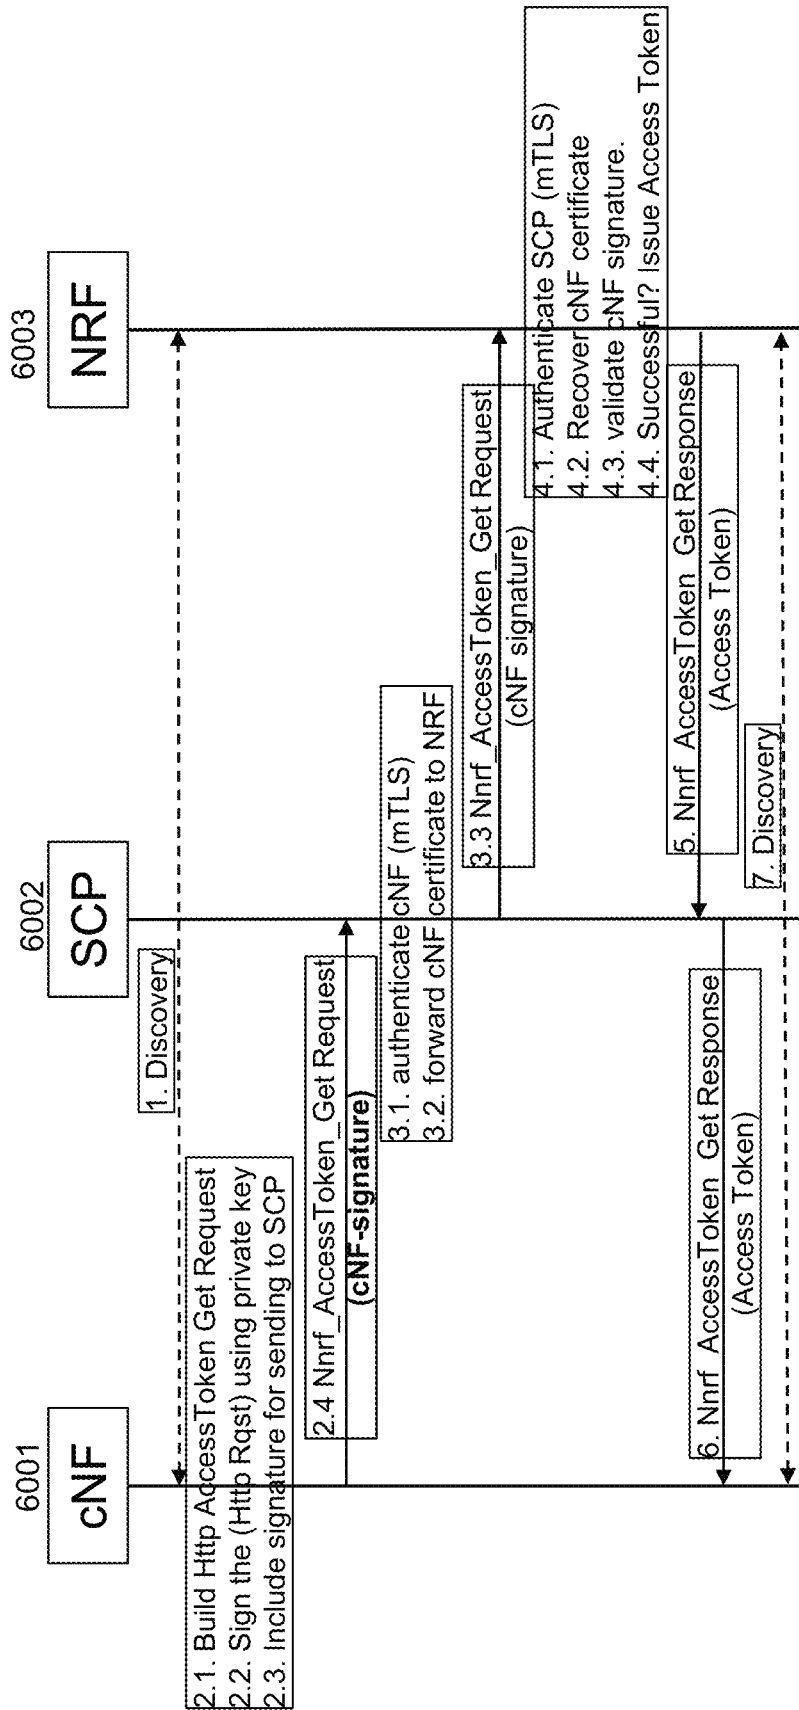 6001
cNF
6002
SCP
6003
NRF
1. Discovery
2.1. Build Http AccessToken Get Request
2.2. Sign the (Http Rqst) using private key
2.3. Include signature for sending to SCP
2.4 Nnrf_AccessToken_Get Request
(cNF-signature)
3.1. authenticate cNF (mTLS)
3.2. forward cNF certificate to NRF
3.3 Nnrf_AccessToken_Get Request
(cNF signature)
4.1. Authenticate SCP (mTLS)
4.2. Recover cNF certificate
4.3. validate cNF signature.
4.4. Successful? Issue Access Token
5. Nnrf_AccessToken_Get Response
(Access Token)
6. Nnrf_AccessToken_Get Response
(Access Token)
7. Discovery